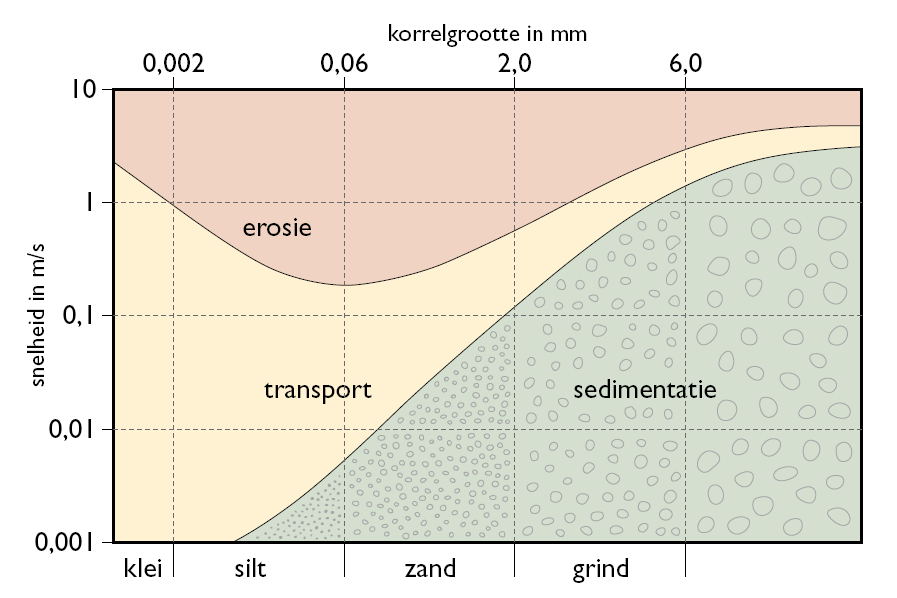 korrelgrootte in mm
0,002 0,06 2,0 6,0
10
1
0,1
0,01
0,001
snelheid in m/s
erosie
transport
sedimentatie
klei silt zand grind